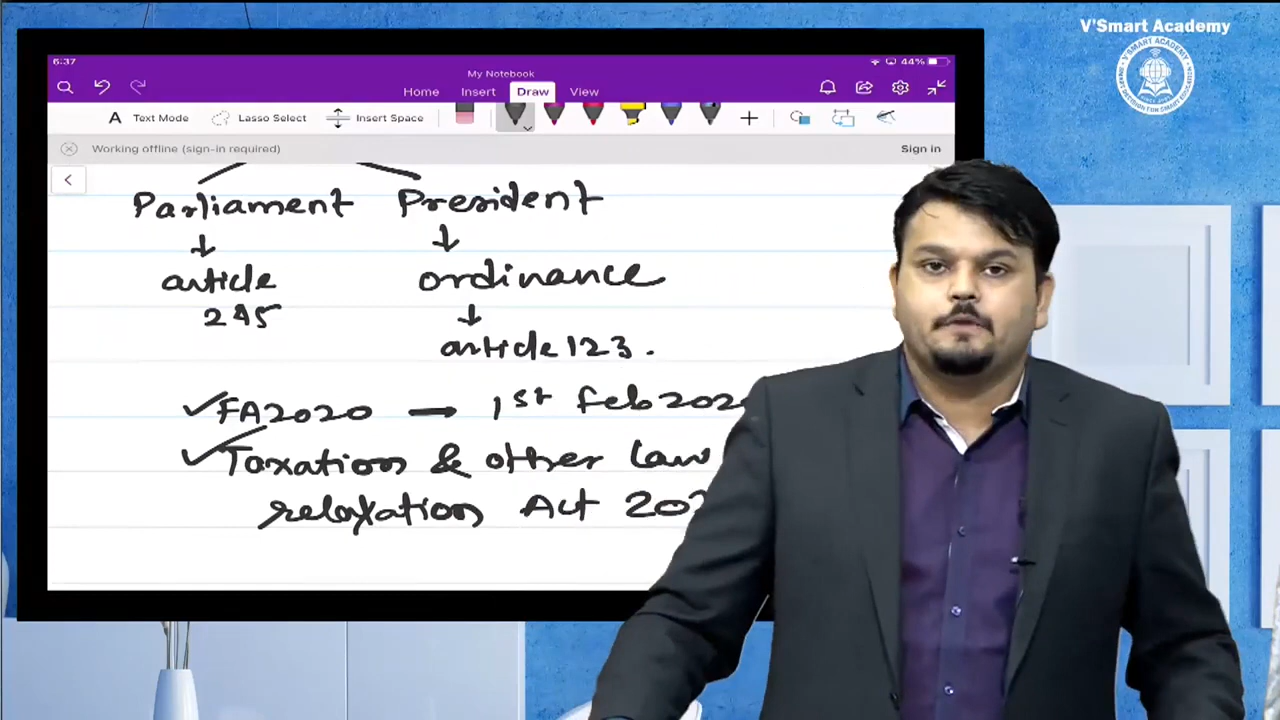 V'Smart Academy
6:37
44%
My Notebook
Home Insert Draw View
A Text Mode Lasso Select Insert Space
Working offline (sign-in required) Sign in
Parliament President
article ordinance
245
article 123.
FA2020 → 1st Feb 202
Taxation & other Law
relaxation Act 20